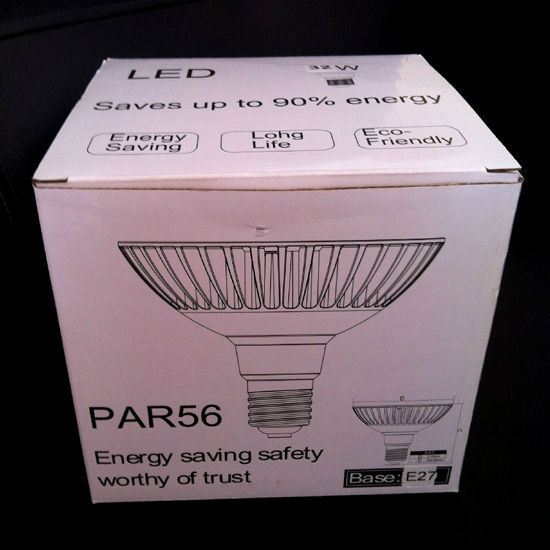 LED
32W
Saves up to 90% energy
Energy
Saving
Lohg
Life
Eco-
Friendly
PAR56
Energy saving safety
worthy of trust
D
Base: E27